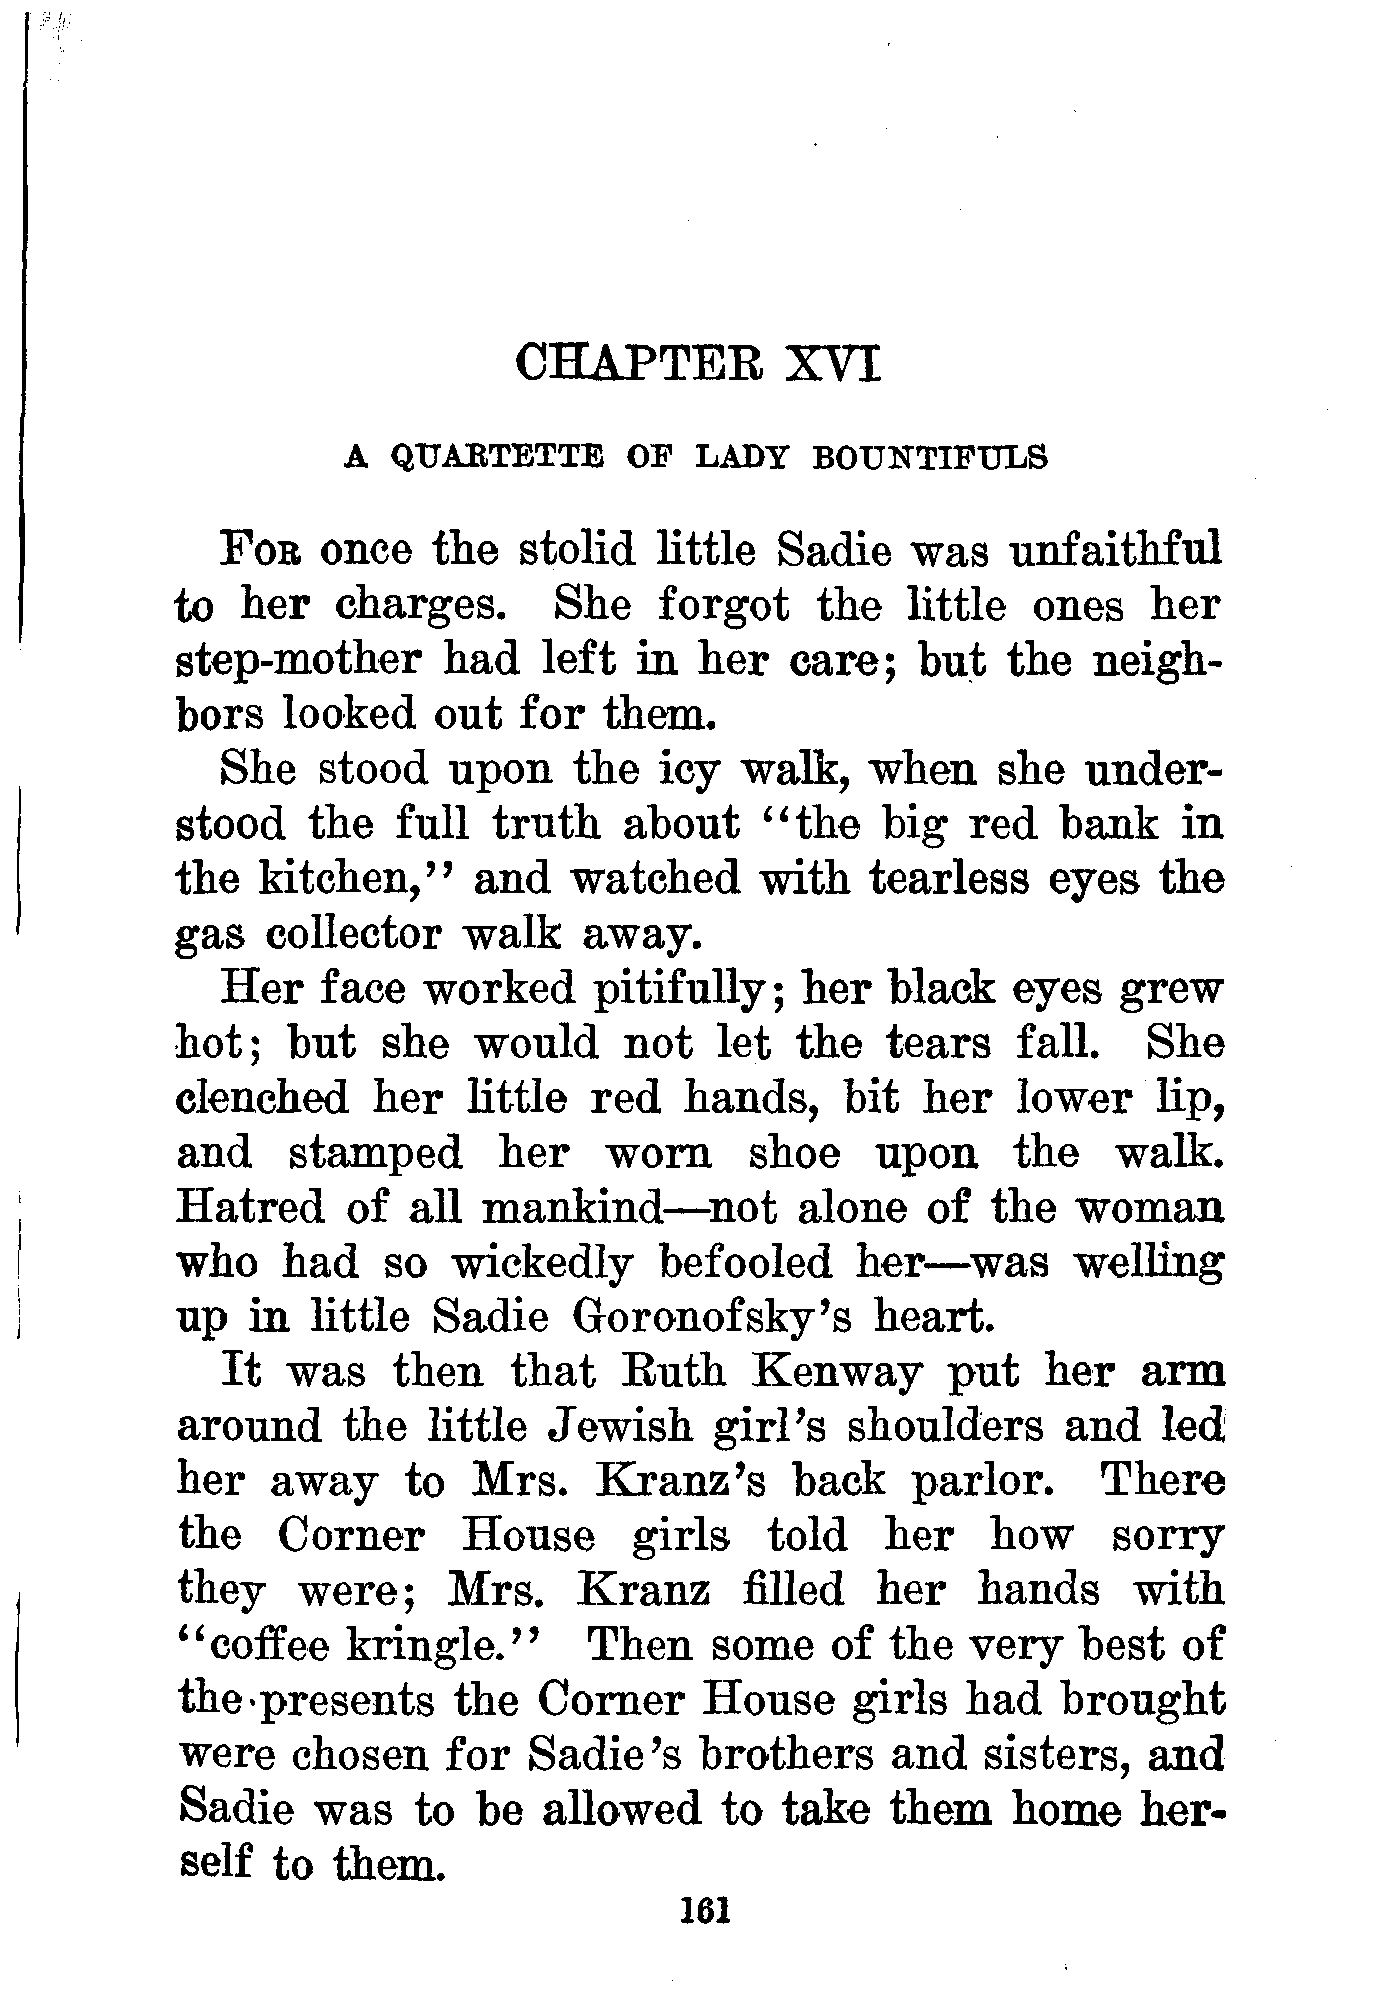 CHAPTER XVI
A QUARTETTE OF LADY BOUNTIFULS
For once the stolid little Sadie was unfaithful
to her charges. She forgot the little ones her
step-mother had left in her care; but the neigh-
bors looked out for them.
She stood upon the icy walk, when she under-
stood the full truth about "the big red bank in
the kitchen," and watched with tearless eyes the
gas collector walk away.
Her face worked pitifully; her black eyes grew
hot; but she would not let the tears fall. She
clenched her little red hands, bit her lower lip,
and stamped her worn shoe upon the walk.
Hatred of all mankind—not alone of the woman
who had so wickedly befooled her—was welling
up in little Sadie Goronofsky's heart.
It was then that Ruth Kenway put her arm
around the little Jewish girl's shoulders and led
her away to Mrs. Kranz's back parlor. There
the Corner House girls told her how sorry
they were; Mrs. Kranz filled her hands with
"coffee kringle." Then some of the very best of
the presents the Corner House girls had brought
were chosen for Sadie's brothers and sisters, and
Sadie was to be allowed to take them home her-
self to them.
161